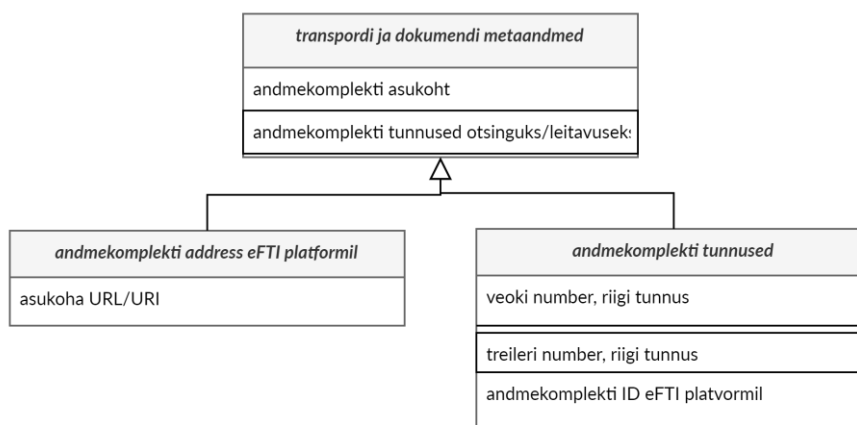 transpordi ja dokumendi metaandmed
andmekomplekti asukoht
andmekomplekti tunnused otsinguks/leitavuseks
andmekomplekti address eFTI platformil
asukoha URL/URI
andmekomplekti tunnused
veoki number, riigi tunnus
treileri number, riigi tunnus
andmekomplekti ID eFTI platvormil